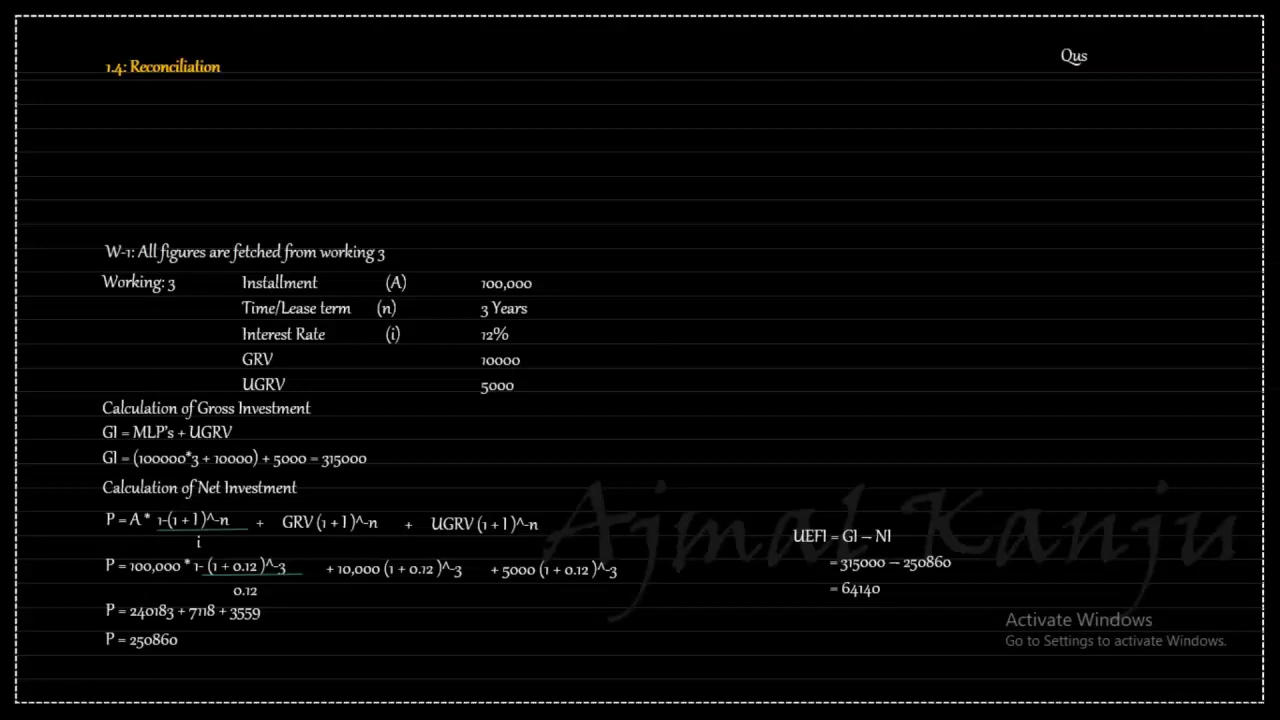 Qus
1.4: Reconciliation
W-1: All figures are fetched from working 3
Working: 3 Installment (A) 100,000
Time/Lease term (n) 3 Years
Interest Rate (i) 12%
GRV 10000
UGRV 5000
Calculation of Gross Investment
GI = MLP's + UGRV
GI = (100000*3 + 10000) + 5000 = 315000
Calculation of Net Investment
P = A * 1-(1 + I )^-n + GRV (1 + I )^-n + UGRV (1 + I )^-n
i
P = 100,000 * 1- (1 + 0.12 )^-3 + 10,000 (1 + 0.12 )^-3 + 5000 (1 + 0.12 )^-3
0.12
P = 240183 + 7118 + 3559
P = 250860
UEFI = GI – NI
= 315000 – 250860
= 64140
Ajmal Kanju
Activate Windows
Go to Settings to activate Windows.